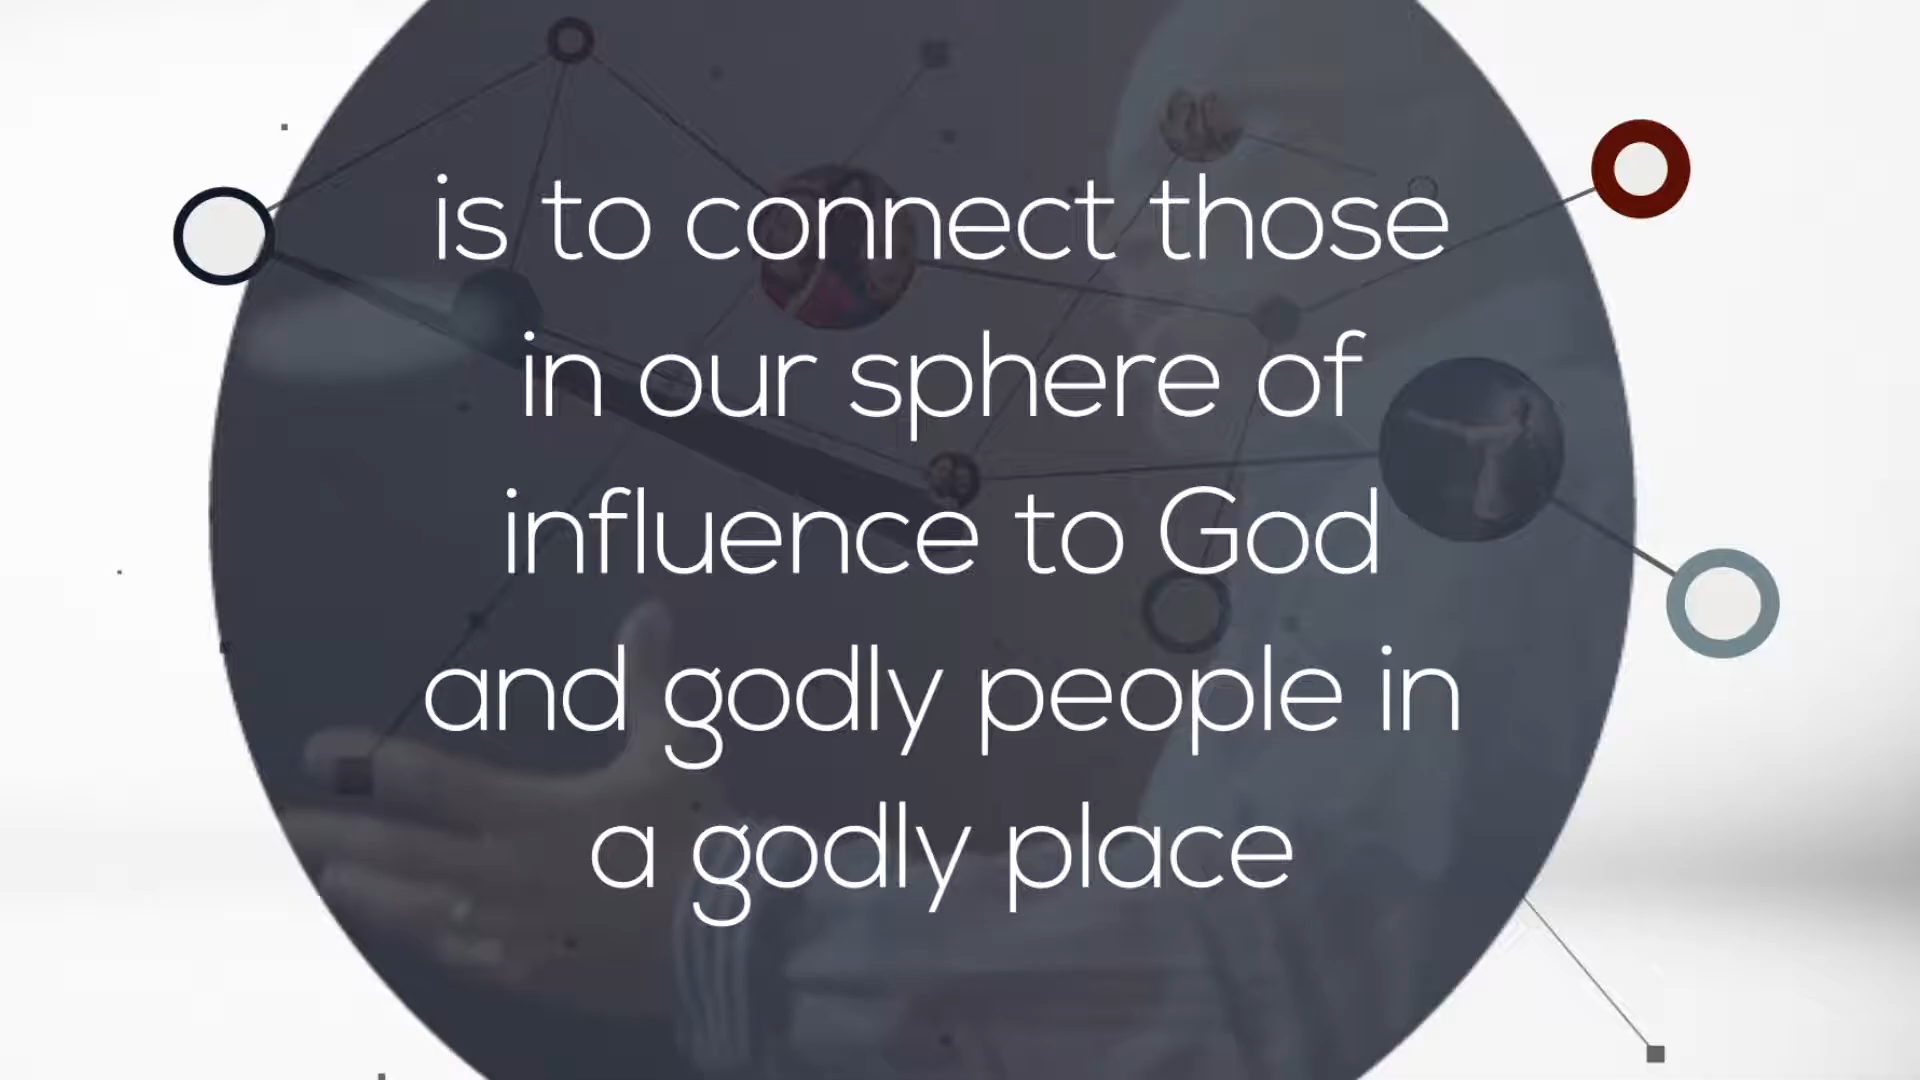 is to connect those
in our sphere of
influence to God
and godly people in
a godly place